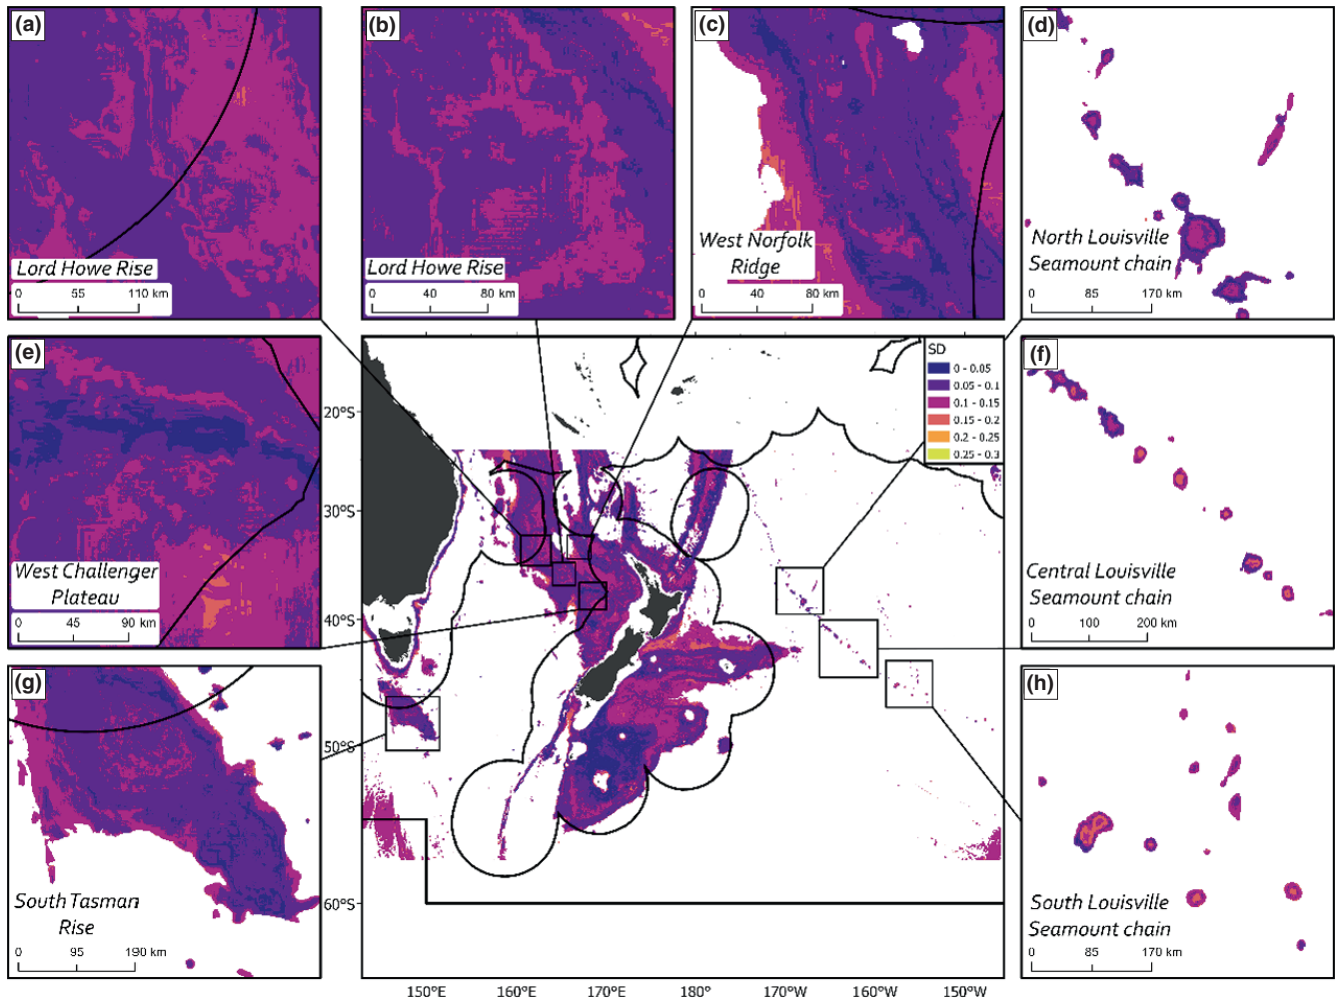 (a)
Lord Howe Rise
0 55 110 km
(b)
Lord Howe Rise
0 40 80 km
(c)
West Norfolk
Ridge
0 40 80 km
(d)
North Louisville
Seamount chain
0 85 170 km
(e)
West Challenger
Plateau
0 45 90 km
SD
0 - 0.05
0.05 - 0.1
0.1 - 0.15
0.15 - 0.2
0.2 - 0.25
0.25 - 0.3
20°S
30°S
40°S
50°S
60°S
150°E 160°E 170°E 180° 170°W 160°W 150°W
(f)
Central Louisville
Seamount chain
0 100 200 km
(g)
South Tasman
Rise
0 95 190 km
(h)
South Louisville
Seamount chain
0 85 170 km